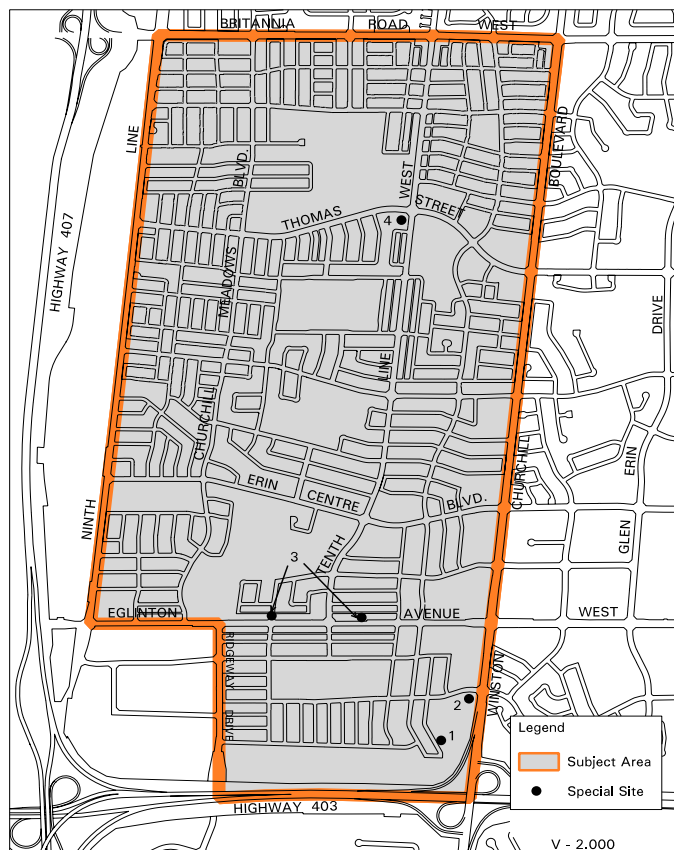 BRITANNIA ROAD WEST
LINE
BLVD.
BOULEVARD
WEST
THOMAS STREET
4
HIGHWAY 407
MEADOWS
DRIVE
LINE
CHURCHILL
CHURCHILL
ERIN
ERIN CENTRE BLVD.
NINTH
GLEN
3
TENTH
EGLINTON AVENUE WEST
RIDGEWAY DRIVE
WINSTON
2
1
Legend
Subject Area
Special Site
HIGHWAY 403
V - 2.000